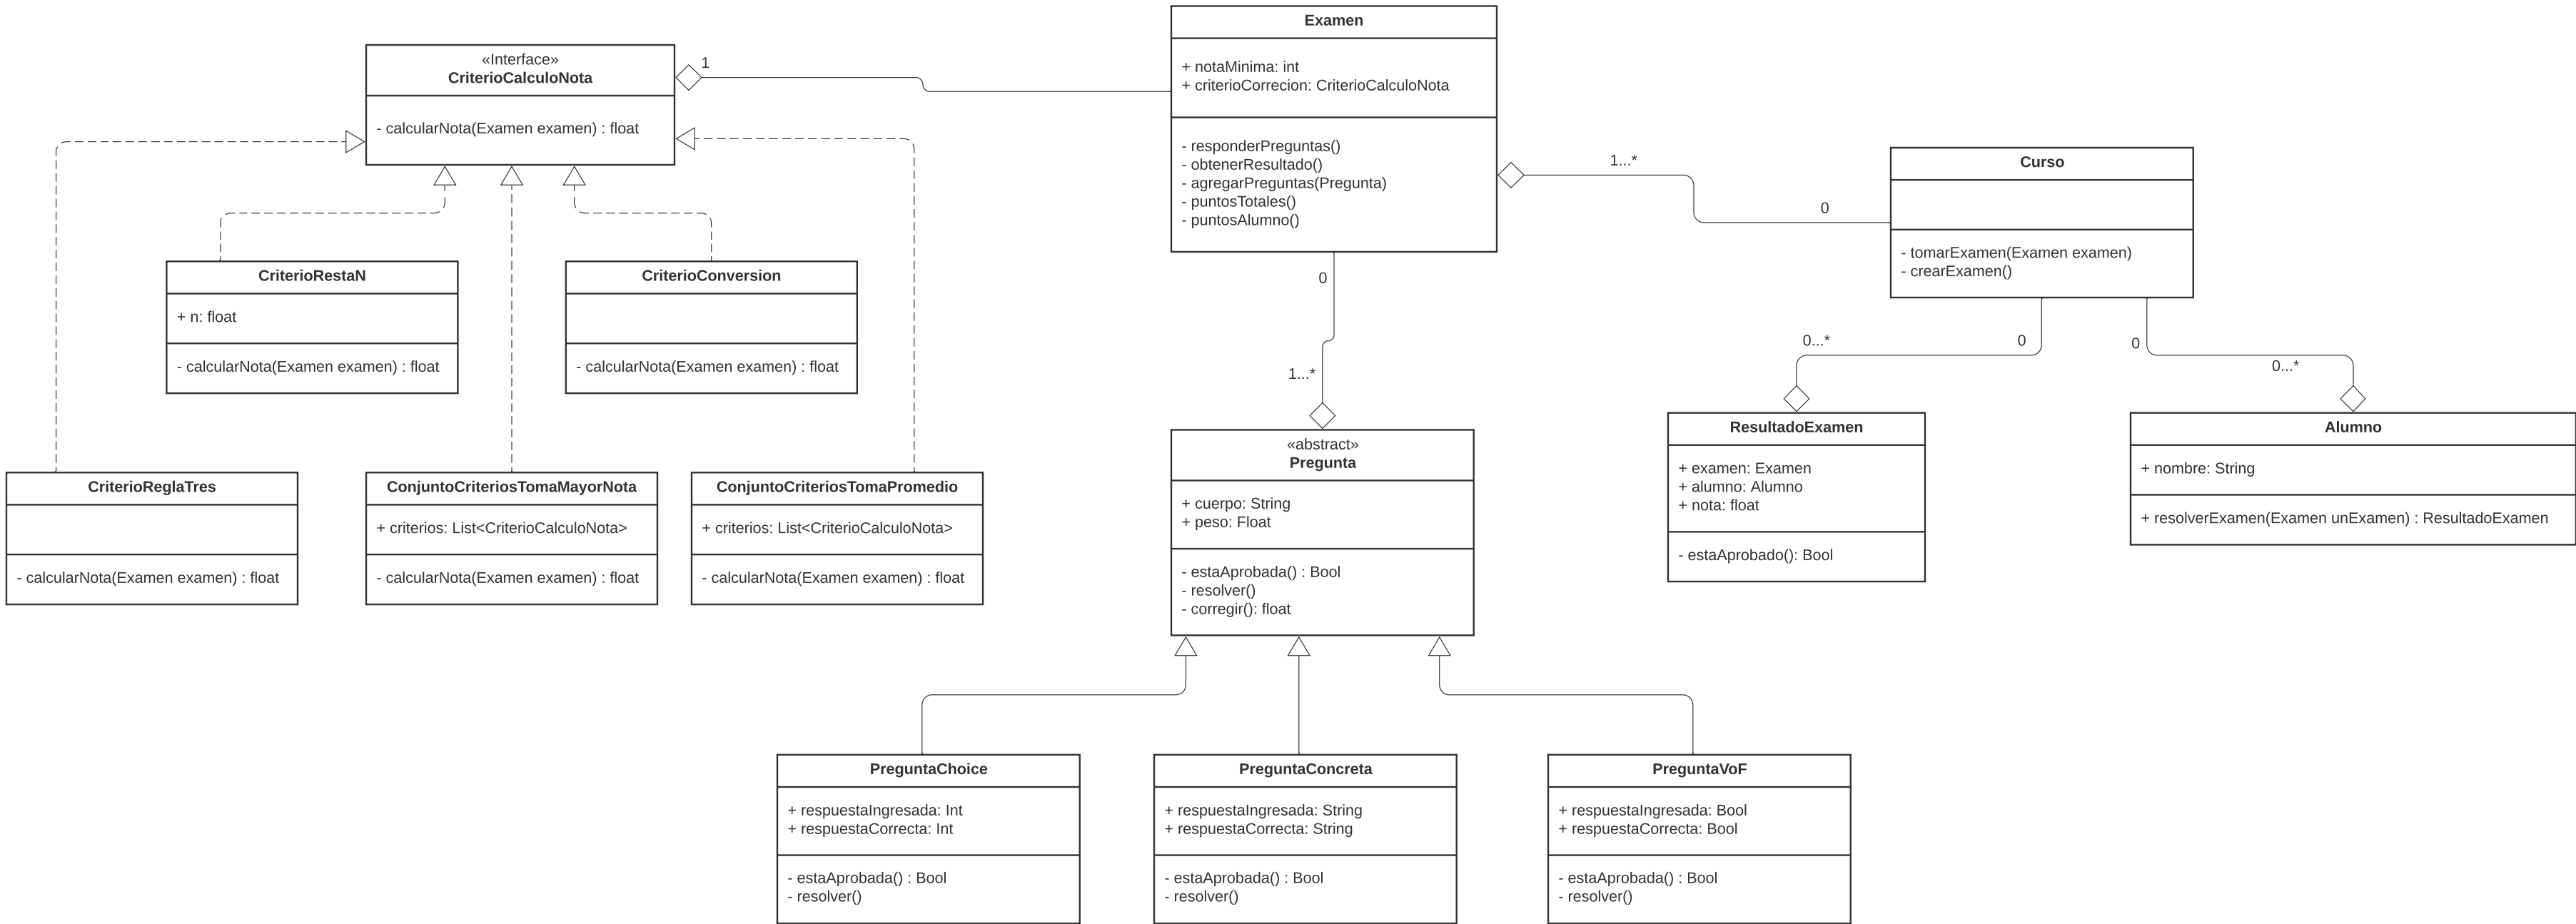 Examen
+ notaMinima: int
+ criterioCorrecion: CriterioCalculoNota
- responderPreguntas()
- obtenerResultado()
- agregarPreguntas(Pregunta)
- puntosTotales()
- puntosAlumno()
«Interface»
CriterioCalculoNota
- calcularNota(Examen examen) : float
1
1...*
0
Curso
- tomarExamen(Examen examen)
- crearExamen()
CriterioRestaN
+ n: float
- calcularNota(Examen examen) : float
CriterioConversion
- calcularNota(Examen examen) : float
0
1...*
0...*
0
0
0...*
CriterioReglaTres
- calcularNota(Examen examen) : float
ConjuntoCriteriosTomaMayorNota
+ criterios: List<CriterioCalculoNota>
- calcularNota(Examen examen) : float
ConjuntoCriteriosTomaPromedio
+ criterios: List<CriterioCalculoNota>
- calcularNota(Examen examen) : float
«abstract»
Pregunta
+ cuerpo: String
+ peso: Float
- estaAprobada() : Bool
- resolver()
- corregir(): float
ResultadoExamen
+ examen: Examen
+ alumno: Alumno
+ nota: float
- estaAprobado(): Bool
Alumno
+ nombre: String
+ resolverExamen(Examen unExamen) : ResultadoExamen
PreguntaChoice
+ respuestaIngresada: Int
+ respuestaCorrecta: Int
- estaAprobada() : Bool
- resolver()
PreguntaConcreta
+ respuestaIngresada: String
+ respuestaCorrecta: String
- estaAprobada() : Bool
- resolver()
PreguntaVoF
+ respuestaIngresada: Bool
+ respuestaCorrecta: Bool
- estaAprobada() : Bool
- resolver()